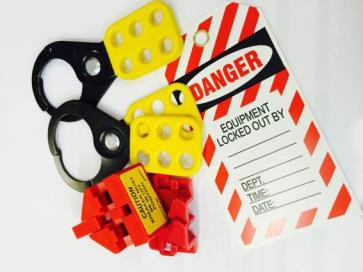 DANGER
EQUIPMENT
LOCKED OUT BY
DEPT.
TIME:
DATE:
CAUTION